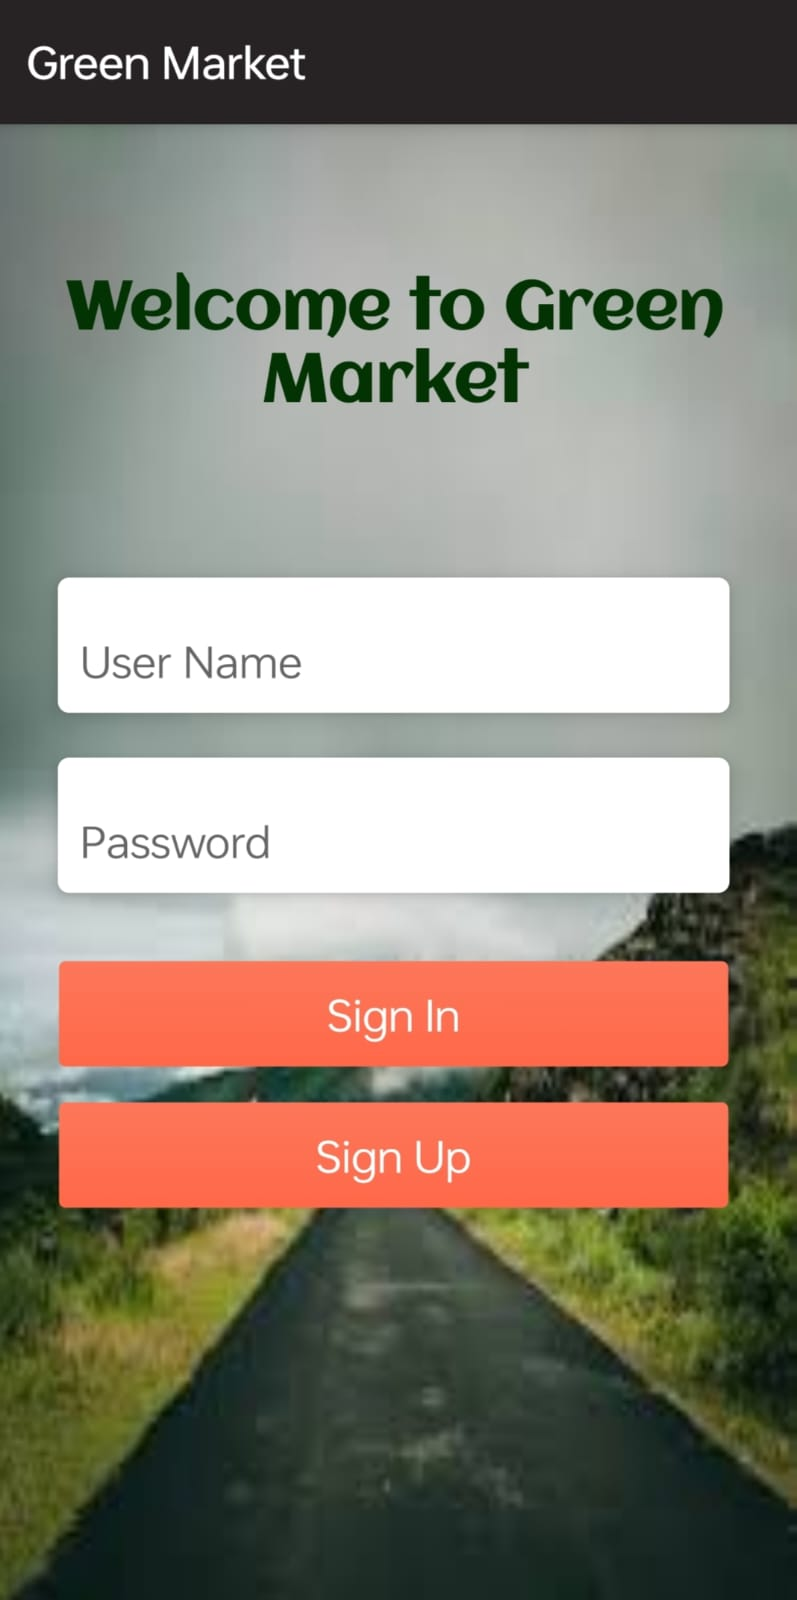 Green Market
Welcome to Green
Market
User Name
Password
Sign In
Sign Up